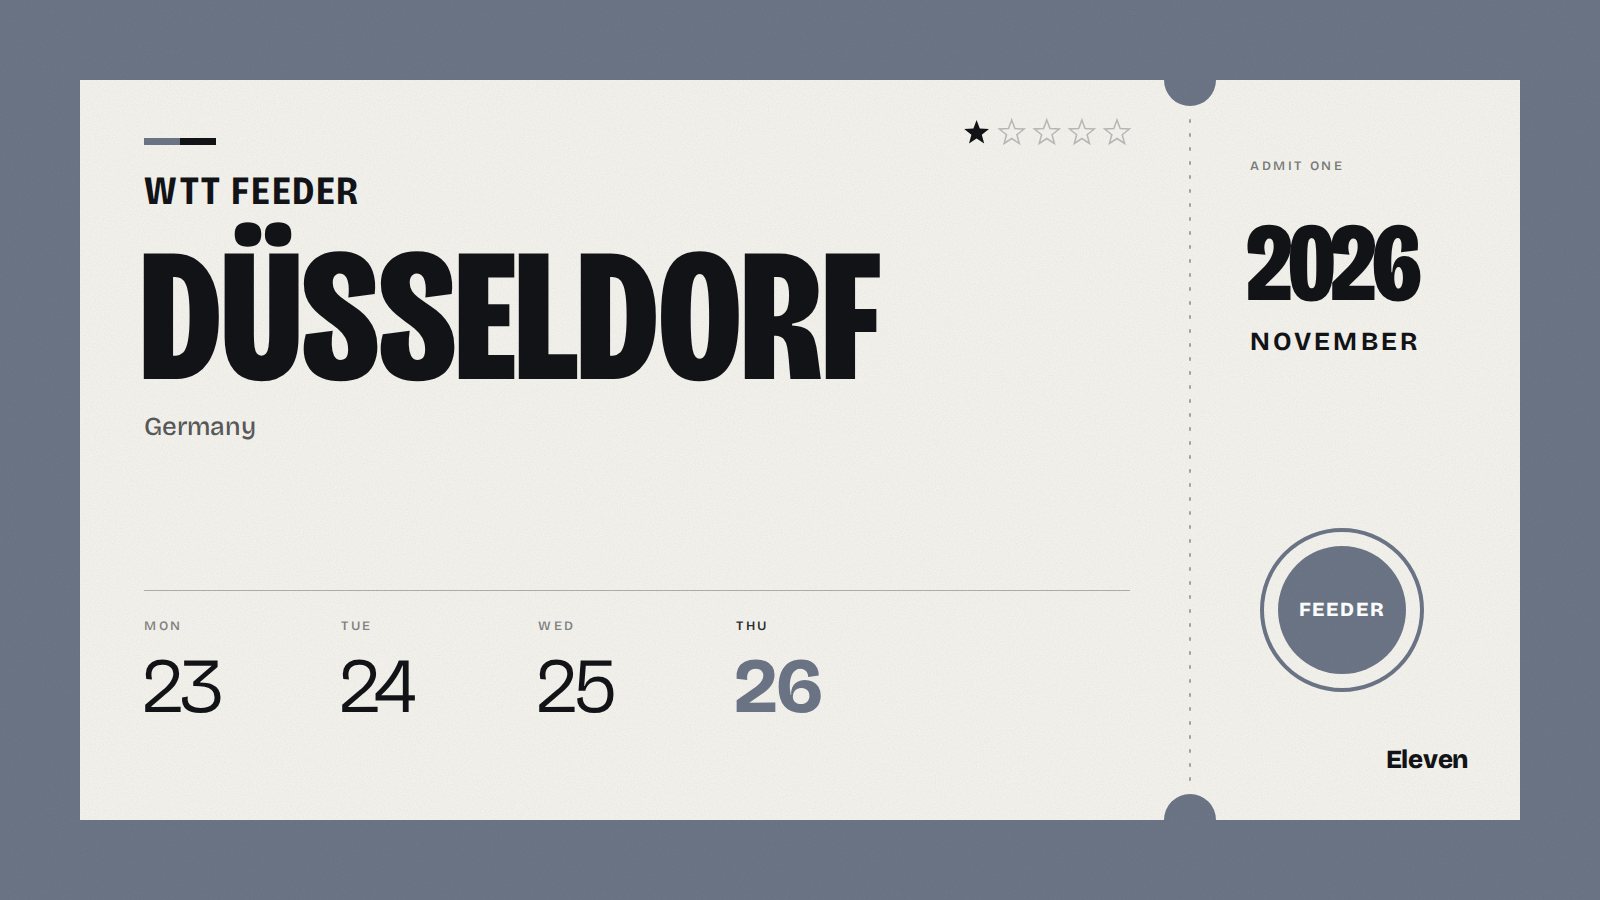 WTT FEEDER
DÜSSELDORF
Germany
MON TUE WED THU
23 24 25 26
ADMIT ONE
2026
NOVEMBER
FEEDER
Eleven